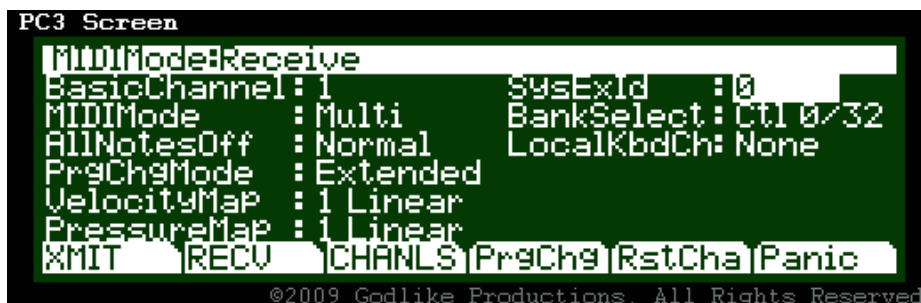 PC3 Screen
MIDIMode:Receive
BasicChannel: 1 SysExId :0
MIDIMode : Multi BankSelect: Ctl 0/32
AllNotesOff : Normal LocalKbdCh: None
PrgChgMode : Extended
VelocityMap : 1 Linear
PressureMap : 1 Linear
XMIT RECV CHANLS PrgChg RstCha Panic
©2009 Godlike Productions. All Rights Reserved